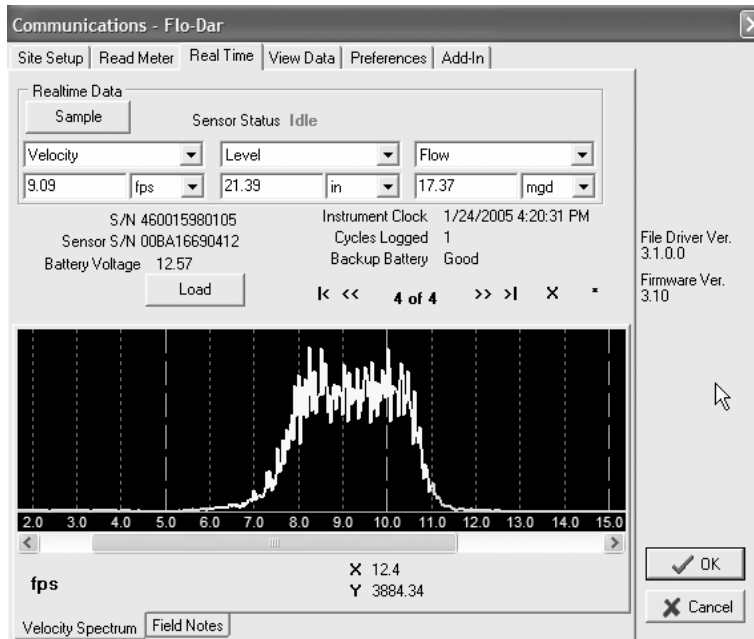 Communications - Flo-Dar
Site Setup Read Meter Real Time View Data Preferences Add-In
Realtime Data
Sample Sensor Status Idle
Velocity Level Flow
9.09 fps 21.39 in 17.37 mgd
S/N 460015980105 Instrument Clock 1/24/2005 4:20:31 PM
Sensor S/N 00BA16690412 Cycles Logged 1
Battery Voltage 12.57 Backup Battery Good
File Driver Ver.
3.1.0.0
Firmware Ver.
3.10
Load |< << 4 of 4 >> >| X *
2.0 3.0 4.0 5.0 6.0 7.0 8.0 9.0 10.0 11.0 12.0 13.0 14.0 15.0
fps
X 12.4
Y 3884.34
OK
Cancel
Velocity Spectrum Field Notes